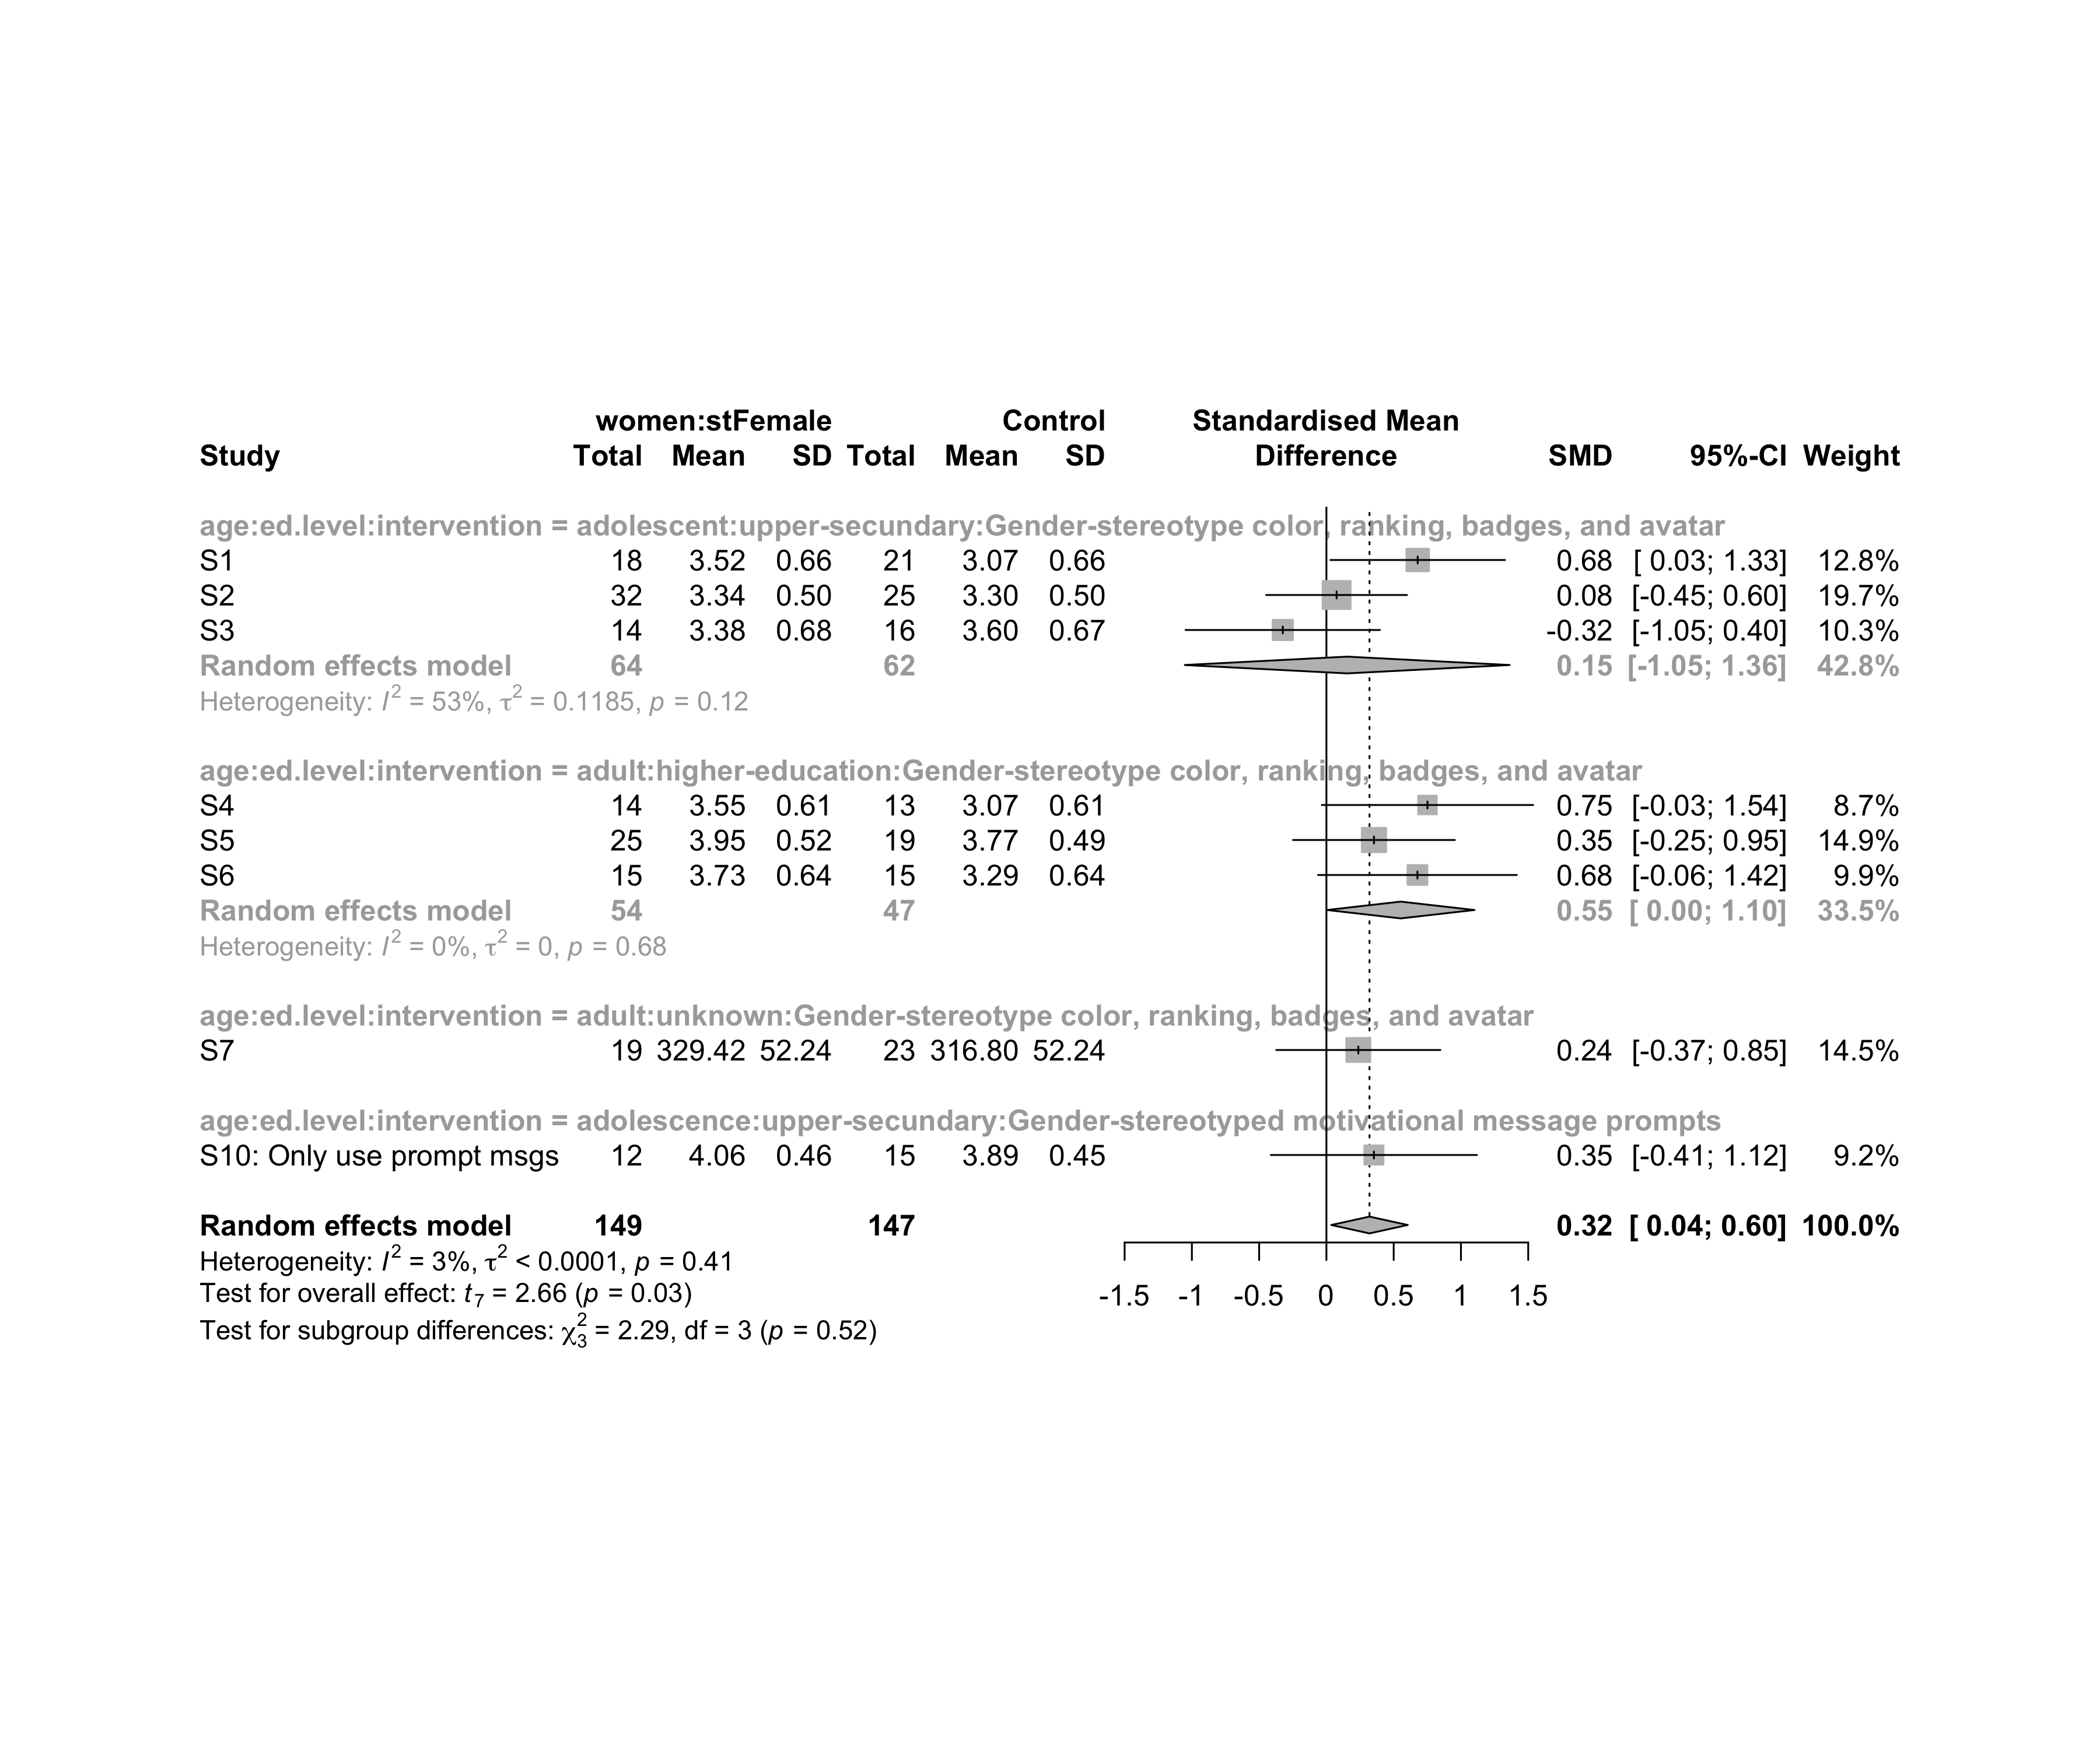 women:stFemale Control Standardised Mean
Study Total Mean SD Total Mean SD Difference SMD 95%-CI Weight
age:ed.level:intervention = adolescent:upper-secundary:Gender-stereotype color, ranking, badges, and avatar
S1 18 3.52 0.66 21 3.07 0.66 0.68 [ 0.03; 1.33] 12.8%
S2 32 3.34 0.50 25 3.30 0.50 0.08 [-0.45; 0.60] 19.7%
S3 14 3.38 0.68 16 3.60 0.67 -0.32 [-1.05; 0.40] 10.3%
Random effects model 64 62 0.15 [-1.05; 1.36] 42.8%
Heterogeneity: I² = 53%, τ² = 0.1185, p = 0.12
age:ed.level:intervention = adult:higher-education:Gender-stereotype color, ranking, badges, and avatar
S4 14 3.55 0.61 13 3.07 0.61 0.75 [-0.03; 1.54] 8.7%
S5 25 3.95 0.52 19 3.77 0.49 0.35 [-0.25; 0.95] 14.9%
S6 15 3.73 0.64 15 3.29 0.64 0.68 [-0.06; 1.42] 9.9%
Random effects model 54 47 0.55 [ 0.00; 1.10] 33.5%
Heterogeneity: I² = 0%, τ² = 0, p = 0.68
age:ed.level:intervention = adult:unknown:Gender-stereotype color, ranking, badges, and avatar
S7 19 329.42 52.24 23 316.80 52.24 0.24 [-0.37; 0.85] 14.5%
age:ed.level:intervention = adolescence:upper-secundary:Gender-stereotyped motivational message prompts
S10: Only use prompt msgs 12 4.06 0.46 15 3.89 0.45 0.35 [-0.41; 1.12] 9.2%
Random effects model 149 147 0.32 [ 0.04; 0.60] 100.0%
Heterogeneity: I² = 3%, τ² < 0.0001, p = 0.41
Test for overall effect: t₇ = 2.66 (p = 0.03)
-1.5 -1 -0.5 0 0.5 1 1.5
Test for subgroup differences: χ²₃ = 2.29, df = 3 (p = 0.52)